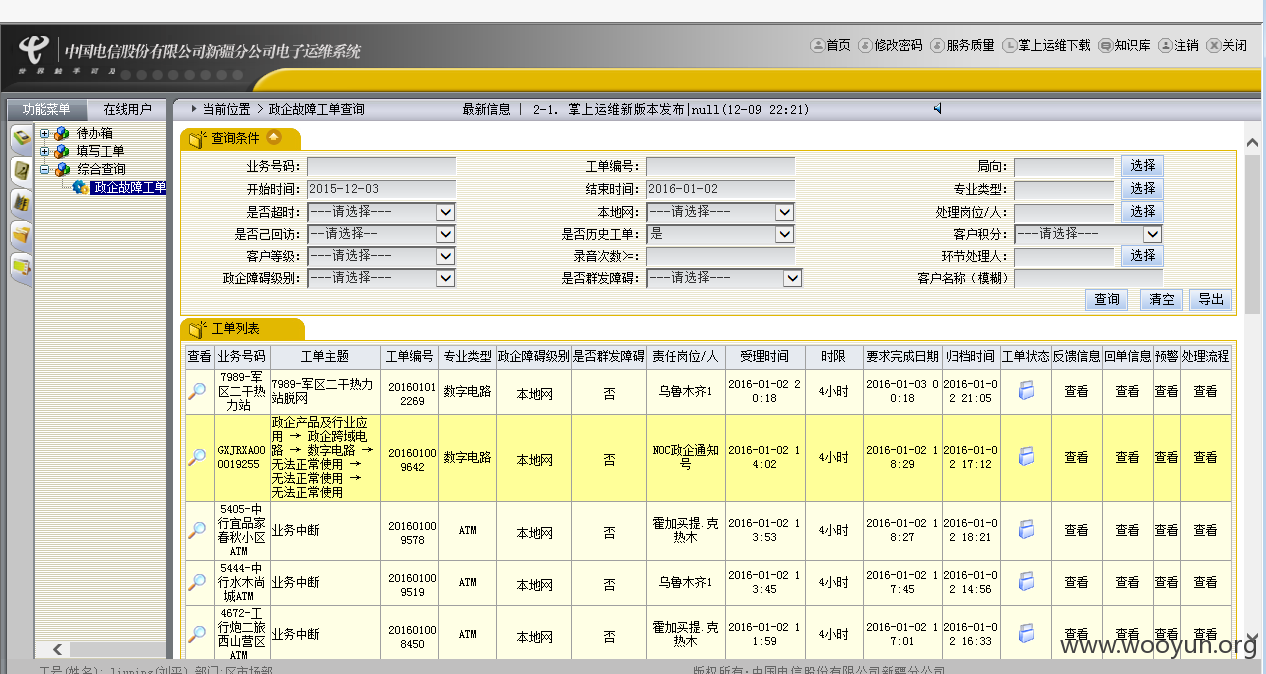 中国电信股份有限公司新疆分公司电子运维系统
世界触手可及
首页 修改密码 服务质量 掌上运维下载 知识库 注销 关闭
功能菜单 在线用户
当前位置 > 政企故障工单查询 最新信息 | 2-1. 掌上运维新版本发布|null(12-09 22:21)
待办箱
填写工单
综合查询
政企故障工单
查询条件
业务号码: 工单编号: 局向: 选择
开始时间: 2015-12-03 结束时间: 2016-01-02 专业类型: 选择
是否超时: ---请选择--- 本地网: ---请选择--- 处理岗位/人: 选择
是否已回访: ---请选择-- 是否历史工单: 是 客户积分: ---请选择---
客户等级: ---请选择--- 录音次数>=: 环节处理人: 选择
政企障碍级别: ---请选择--- 是否群发障碍: ---请选择--- 客户名称（模糊）
查询 清空 导出
工单列表
查看 业务号码 工单主题 工单编号 专业类型 政企障碍级别 是否群发障碍 责任岗位/人 受理时间 时限 要求完成日期 归档时间 工单状态 反馈信息 回单信息 预警 处理流程
7989-军区二干热力站 7989-军区二干热力站脱网 201601012269 数字电路 本地网 否 乌鲁木齐1 2016-01-02 20:18 4小时 2016-01-03 00:18 2016-01-02 21:05 查看 查看 查看 查看
GXJRXA000019255 政企产品及行业应用 → 政企跨域电路 → 数字电路 → 无法正常使用 → 无法正常使用 → 无法正常使用 201601009642 数字电路 本地网 否 NOC政企通知号 2016-01-02 14:02 4小时 2016-01-02 18:29 2016-01-02 17:12 查看 查看 查看 查看
5405-中行宜品家春秋小区ATM 业务中断 201601009578 ATM 本地网 否 霍加买提.克热木 2016-01-02 13:53 4小时 2016-01-02 18:27 2016-01-02 18:21 查看 查看 查看 查看
5444-中行水木尚城ATM 业务中断 201601009519 ATM 本地网 否 乌鲁木齐1 2016-01-02 13:45 4小时 2016-01-02 17:45 2016-01-02 14:56 查看 查看 查看 查看
4672-工行炮二旅西山营区ATM 业务中断 201601008450 ATM 本地网 否 霍加买提.克热木 2016-01-02 11:59 4小时 2016-01-02 17:01 2016-01-02 16:33 查看 查看 查看 查看
www.wooyun.org
工号(姓名): liuping(刘平) 部门:区市场部 版权所有:中国电信股份有限公司新疆分公司